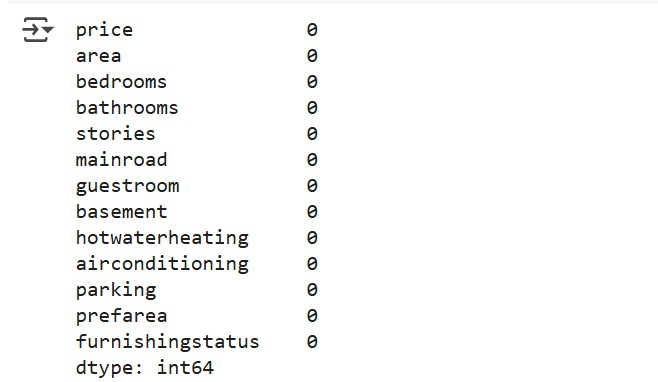 price 0
area 0
bedrooms 0
bathrooms 0
stories 0
mainroad 0
guestroom 0
basement 0
hotwaterheating 0
airconditioning 0
parking 0
prefarea 0
furnishingstatus 0
dtype: int64